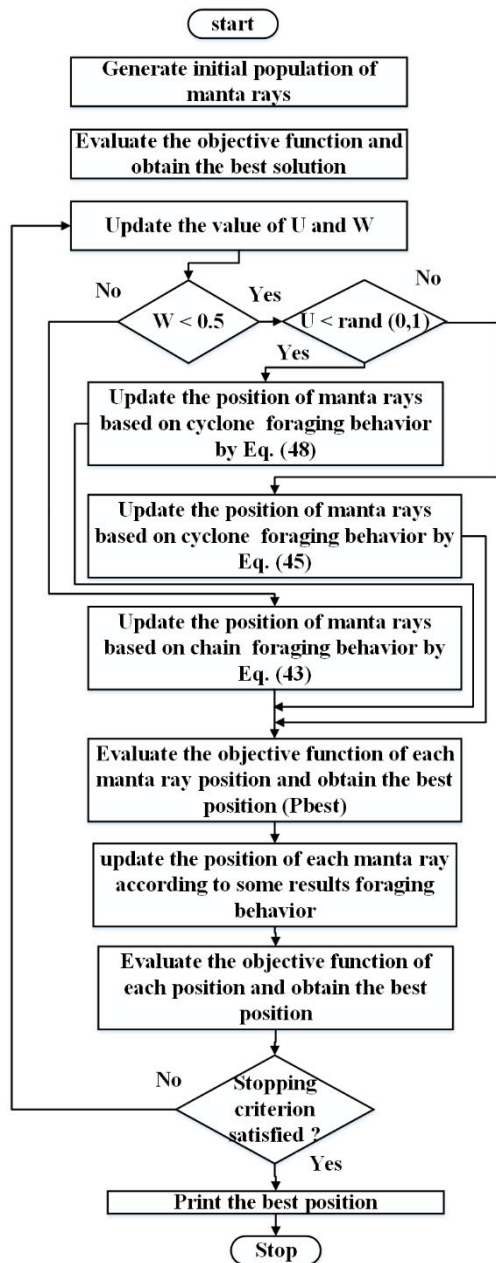 start
Generate initial population of
manta rays
Evaluate the objective function and
obtain the best solution
Update the value of U and W
No
Yes
No
W < 0.5
U < rand (0,1)
Yes
Update the position of manta rays
based on cyclone foraging behavior
by Eq. (48)
Update the position of manta rays
based on cyclone foraging behavior by
Eq. (45)
Update the position of manta rays
based on chain foraging behavior by
Eq. (43)
Evaluate the objective function of each
manta ray position and obtain the best
position (Pbest)
update the position of each manta ray
according to some results foraging
behavior
Evaluate the objective function of
each position and obtain the best
position
No
Stopping
criterion
satisfied ?
Yes
Print the best position
Stop